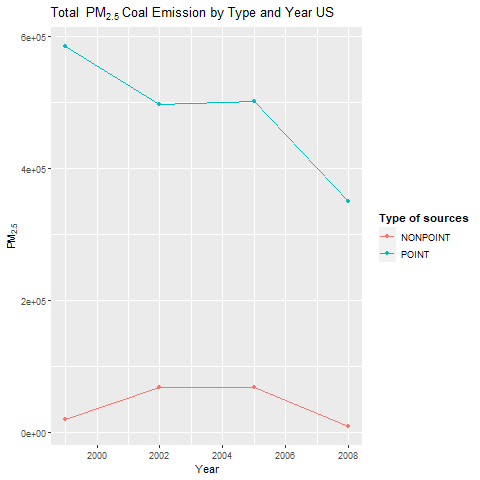 Total PM2.5 Coal Emission by Type and Year US
6e+05
4e+05
2e+05
0e+00
PM2.5
2000 2002 2004 2006 2008
Year
Type of sources
NONPOINT
POINT